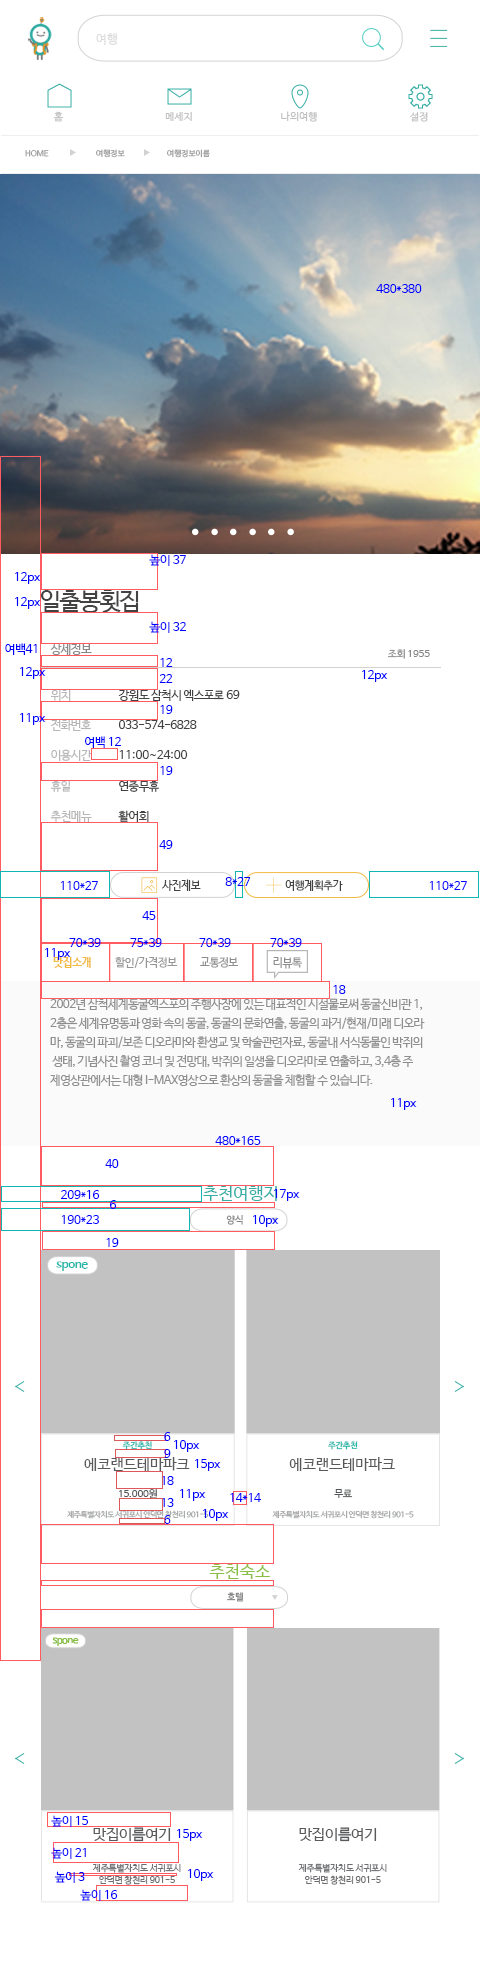 여행
홈
메세지
나의여행
설정
HOME
여행정보
여행정보이름
480*380
높이 37
12px
일출봉횟집
12px
높이 32
여백41
상세정보
조회 1955
12
12px
12px
22
위치
강원도 삼척시 엑스포로 69
19
11px
전화번호
033-574-6828
여백 12
이용시간
11:00~24:00
19
휴일
연중무휴
추천메뉴
활어회
49
110*27
사진제보
8*27
여행계획추가
110*27
45
70*39
75*39
70*39
70*39
11px
맛집소개
할인/가격정보
교통정보
리뷰톡
18
2002년 삼척세계동굴엑스포의 주행사장에 있는 대표적인 시설물로써 동굴신비관 1,
2층은 세계유명동과 영화 속의 동굴, 동굴의 문화연출, 동굴의 과거/현재/미래 디오라
마, 동굴의 파괴/보존 디오라마와 환생교 및 학술관련자료, 동굴내 서식동물인 박쥐의
생태, 기념사진 촬영 코너 및 전망대, 박쥐의 일생을 디오라마로 연출하고, 3,4층 주
제영상관에서는 대형 I-MAX영상으로 환상의 동굴을 체험할 수 있습니다.
11px
480*165
40
209*16
추천여행지
17px
6
190*23
양식
10px
19
spone
<
>
6
주간추천
10px
주간추천
9
에코랜드테마파크
15px
에코랜드테마파크
18
15,000원
11px
14*14
무료
13
제주특별자치도 서귀포시 안덕면 창천리 901-5
10px
제주특별자치도 서귀포시 안덕면 창천리 901-5
6
추천숙소
호텔
spone
<
>
높이 15
맛집이름여기
15px
맛집이름여기
높이 21
제주특별자치도 서귀포시
제주특별자치도 서귀포시
높이 3
10px
안덕면 창천리 901-5
안덕면 창천리 901-5
높이 16